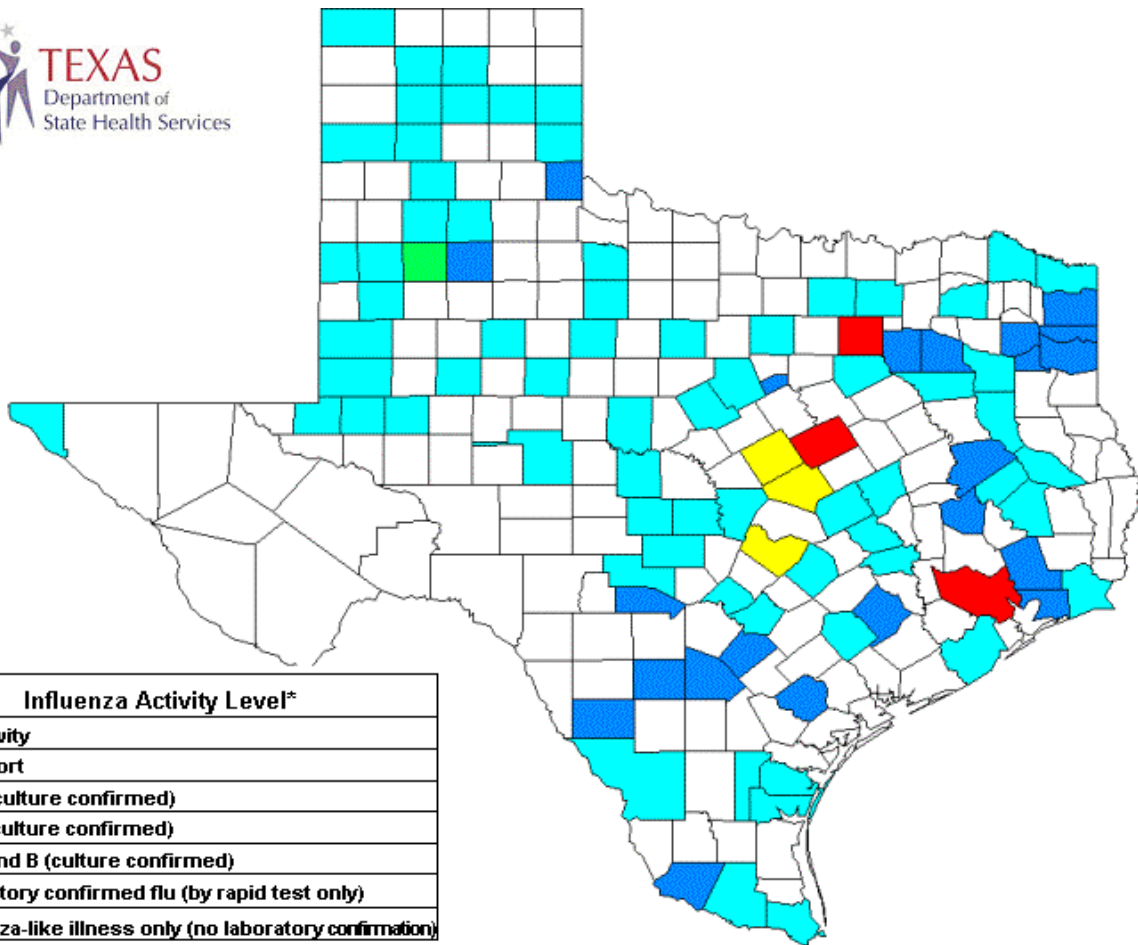 TEXAS
Department of
State Health Services
Influenza Activity Level*
vity
ort
culture confirmed)
culture confirmed)
nd B (culture confirmed)
tory confirmed flu (by rapid test only)
za-like illness only (no laboratory confirmation)